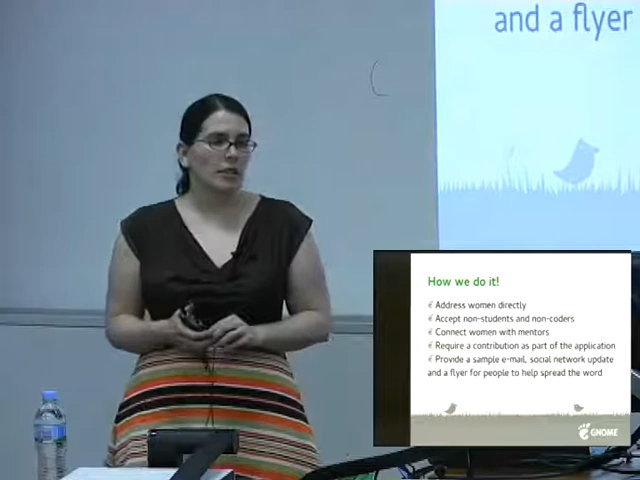 and a flyer
How we do it!
Address women directly
Accept non-students and non-coders
Connect women with mentors
Require a contribution as part of the application
Provide a sample e-mail, social network update
and a flyer for people to help spread the word
GNOME